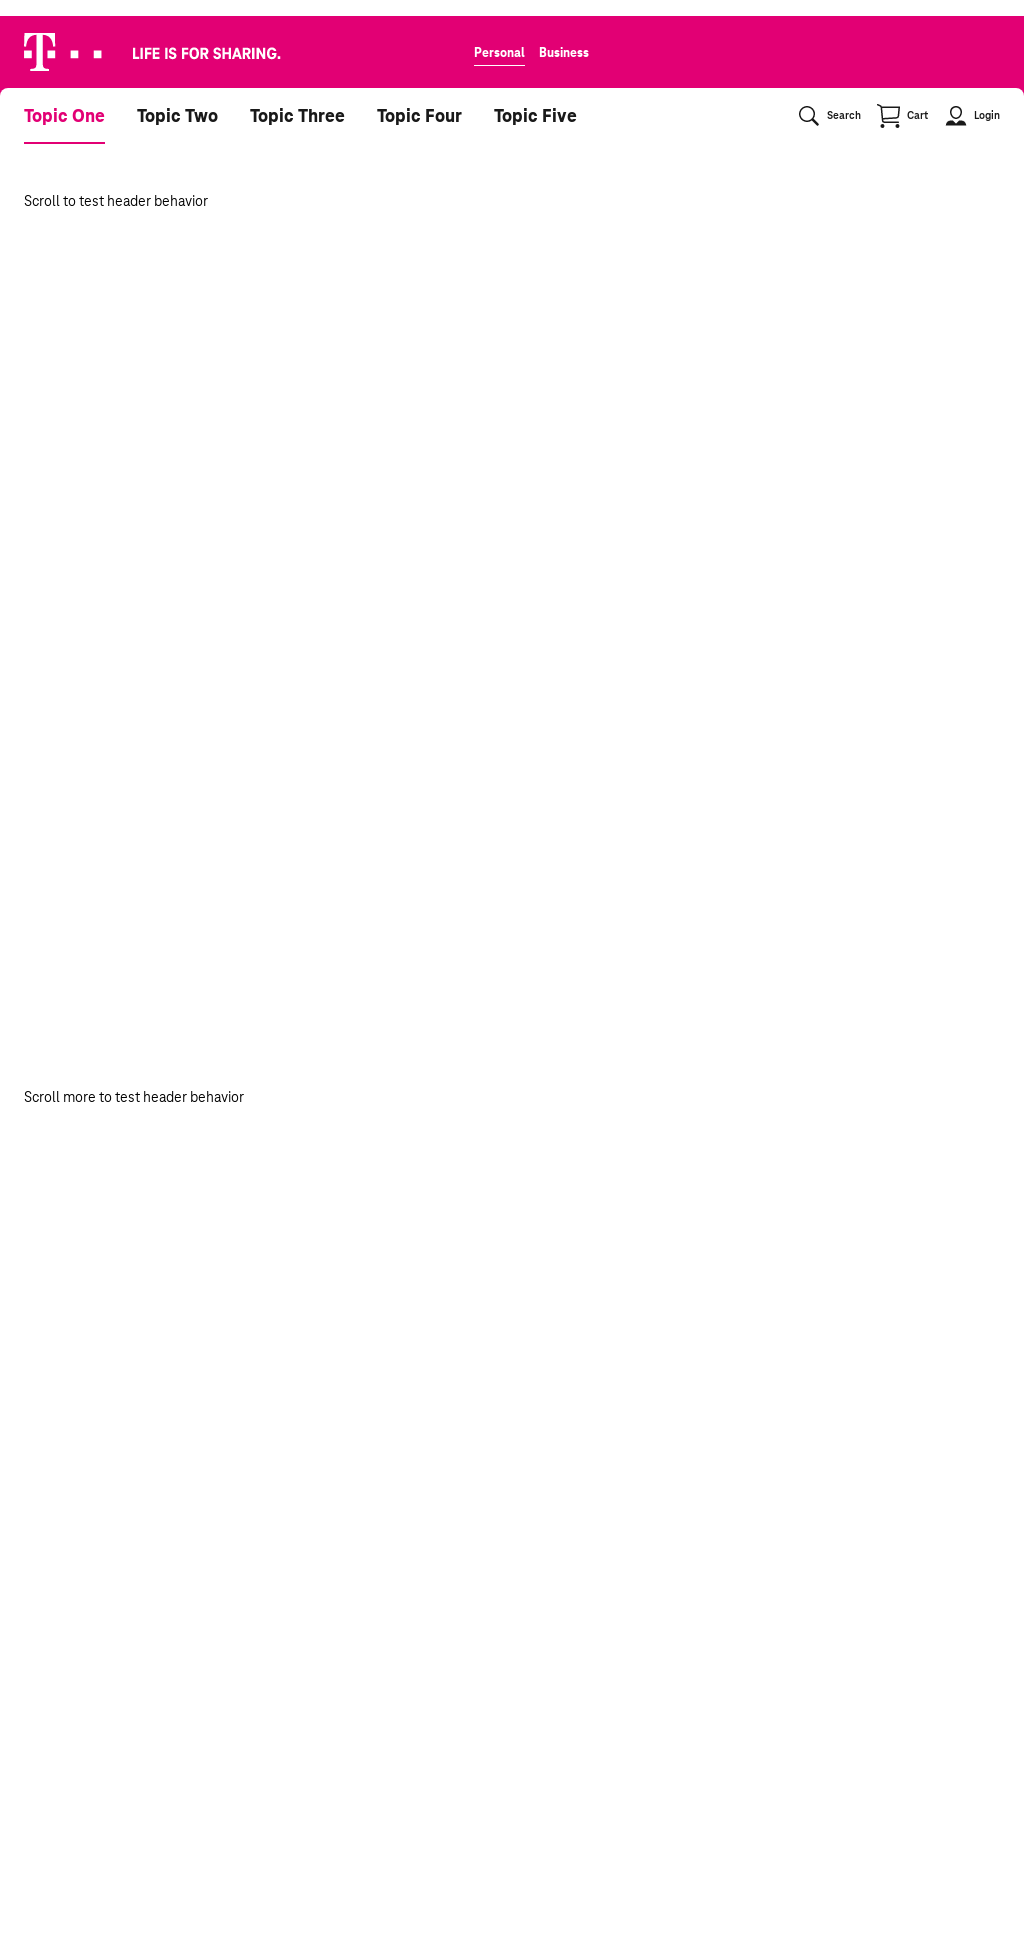 T
LIFE IS FOR SHARING.
Personal Business
Topic One Topic Two Topic Three Topic Four Topic Five Search Cart Login
Scroll to test header behavior
Scroll more to test header behavior